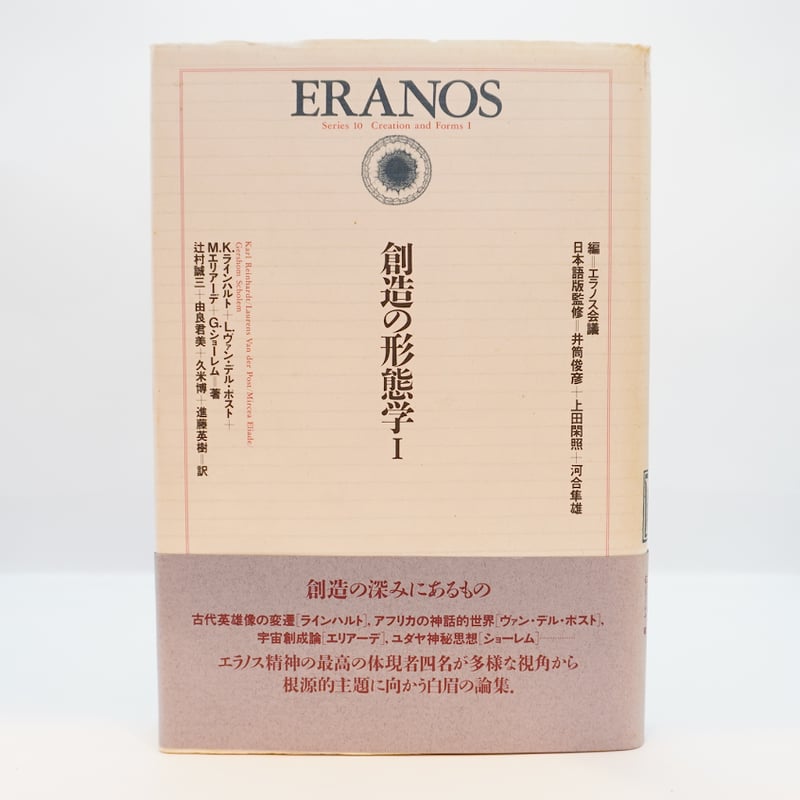 ERANOS
Series 10 Creation and Forms I
編＝エラノス会議
日本語版監修＝井筒俊彦＋上田閑照＋河合隼雄
創造の形態学 I
Karl Reinhardt/Laurens Van der Post/Mircea Eliade/
Gershom Scholem
K.ラインハルト＋L.ヴァン・デル・ポスト＋
M.エリアーデ＋G.ショーレム＝著
辻村誠三＋由良君美＋久米博＋進藤英樹＝訳
創造の深みにあるもの
古代英雄像の変遷［ラインハルト］，アフリカの神話的世界［ヴァン・デル・ポスト］，
宇宙創成論［エリアーデ］，ユダヤ神秘思想［ショーレム］…………
エラノス精神の最高の体現者四名が多様な視角から
根源的主題に向かう白眉の論集．